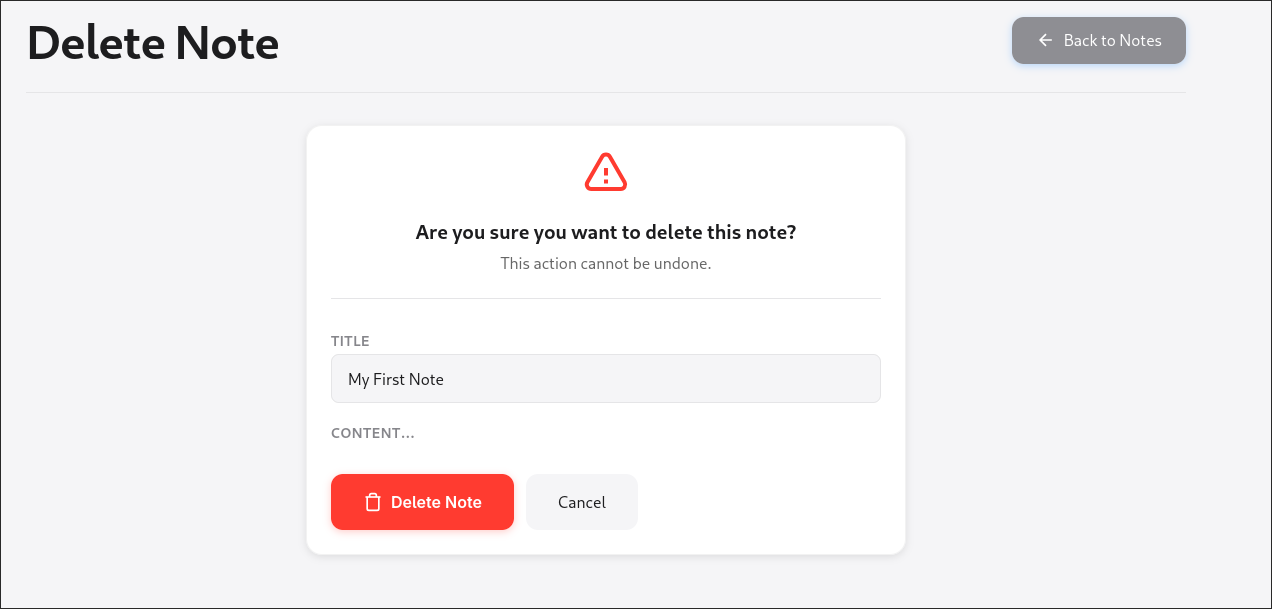 Delete Note
Back to Notes
Are you sure you want to delete this note?
This action cannot be undone.
TITLE
My First Note
CONTENT...
Delete Note
Cancel